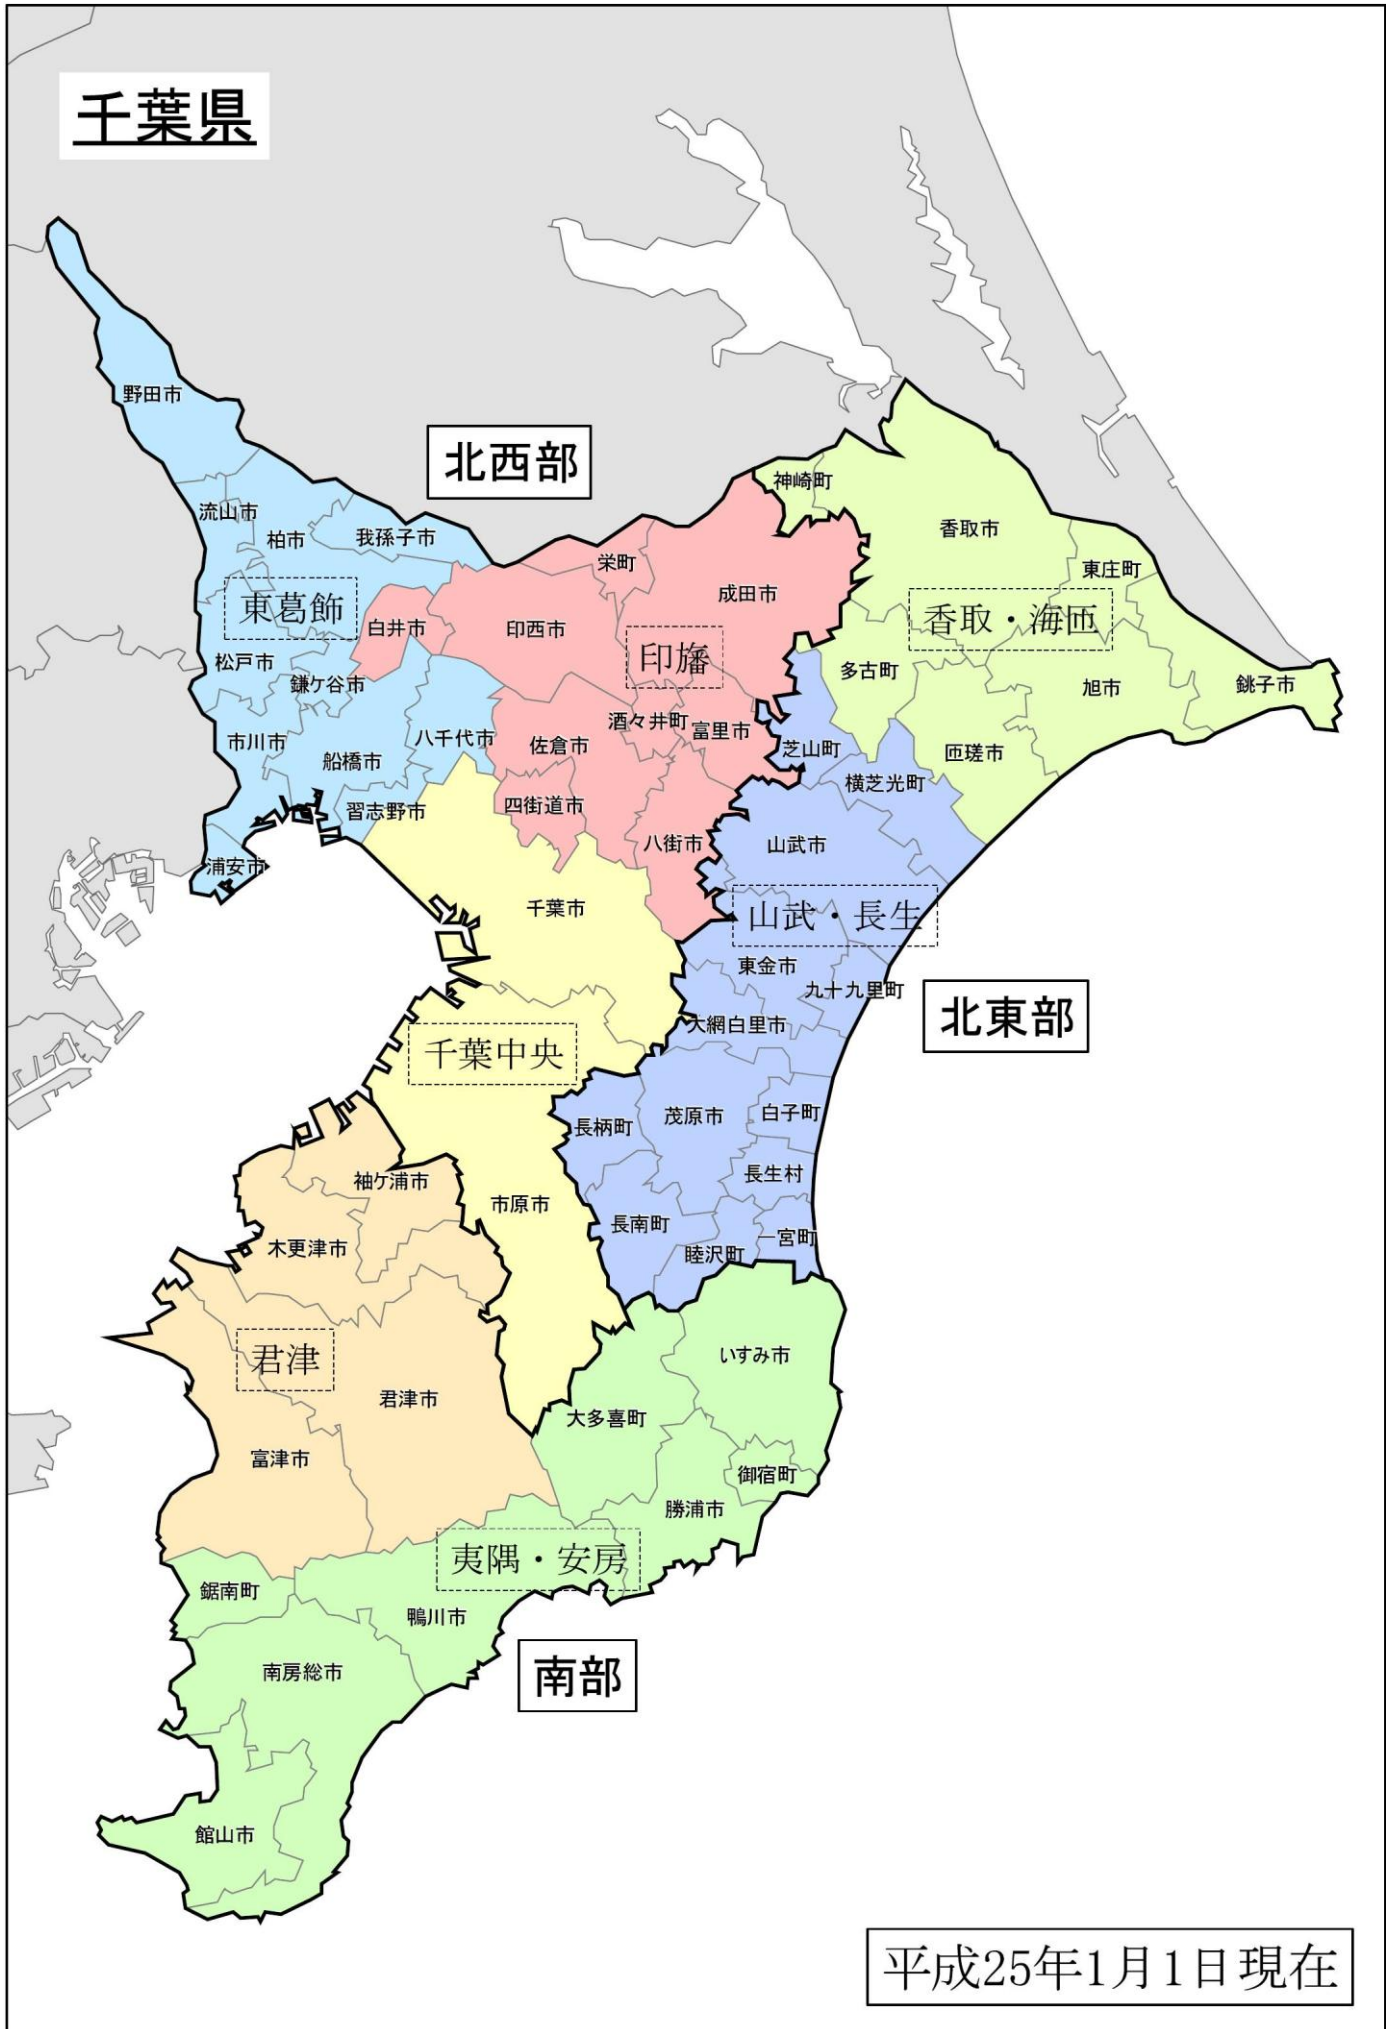 千葉県
野田市
北西部
神崎町
流山市
柏市
我孫子市
香取市
栄町
東庄町
成田市
東葛飾
香取・海匝
白井市
印西市
印旛
松戸市
鎌ケ谷市
多古町
旭市
銚子市
酒々井町
富里市
市川市
八千代市
佐倉市
芝山町
匝瑳市
船橋市
横芝光町
習志野市
四街道市
八街市
山武市
浦安市
千葉市
山武・長生
東金市
九十九里町
北東部
大網白里市
千葉中央
長柄町
茂原市
白子町
袖ケ浦市
長生村
市原市
長南町
一宮町
木更津市
睦沢町
いすみ市
君津
君津市
大多喜町
富津市
御宿町
勝浦市
夷隅・安房
鋸南町
鴨川市
南房総市
南部
館山市
平成25年1月1日現在